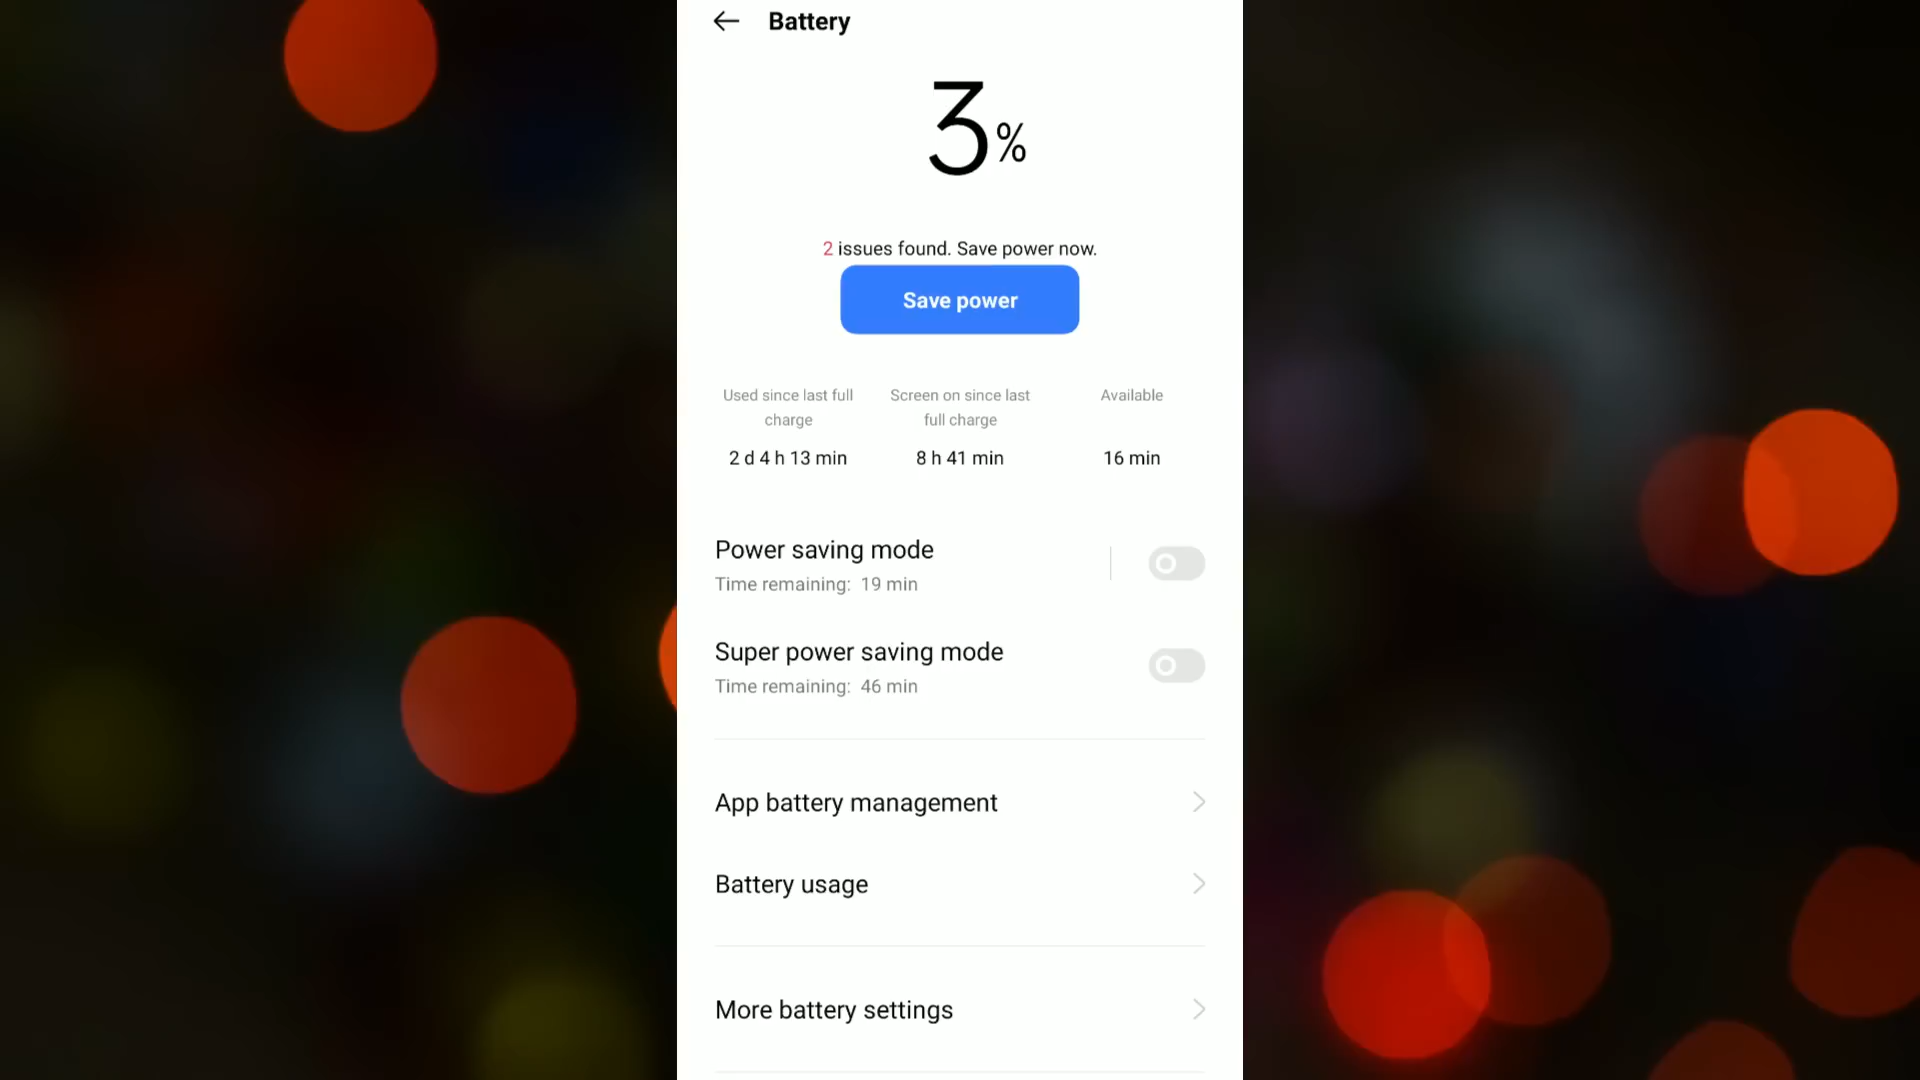 Battery
3%
2 issues found. Save power now.
Save power
Used since last full
charge
2 d 4 h 13 min
Screen on since last
full charge
8 h 41 min
Available
16 min
Power saving mode
Time remaining: 19 min
Super power saving mode
Time remaining: 46 min
App battery management
Battery usage
More battery settings